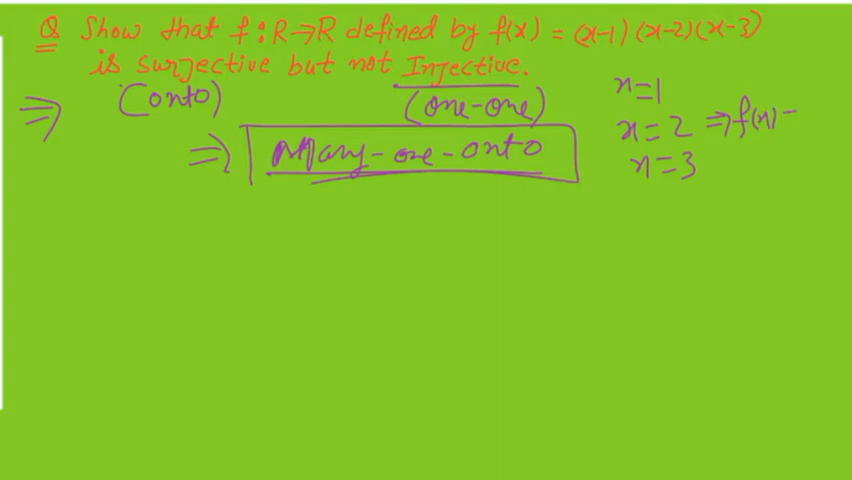 Q Show that f : R→R defined by f(x) = (x-1) (x-2) (x-3)
is surjective but not Injective.
⇒ (onto) (one-one)
x=1
x=2 ⇒ f(x) -
x=3
⇒ Many-one-onto